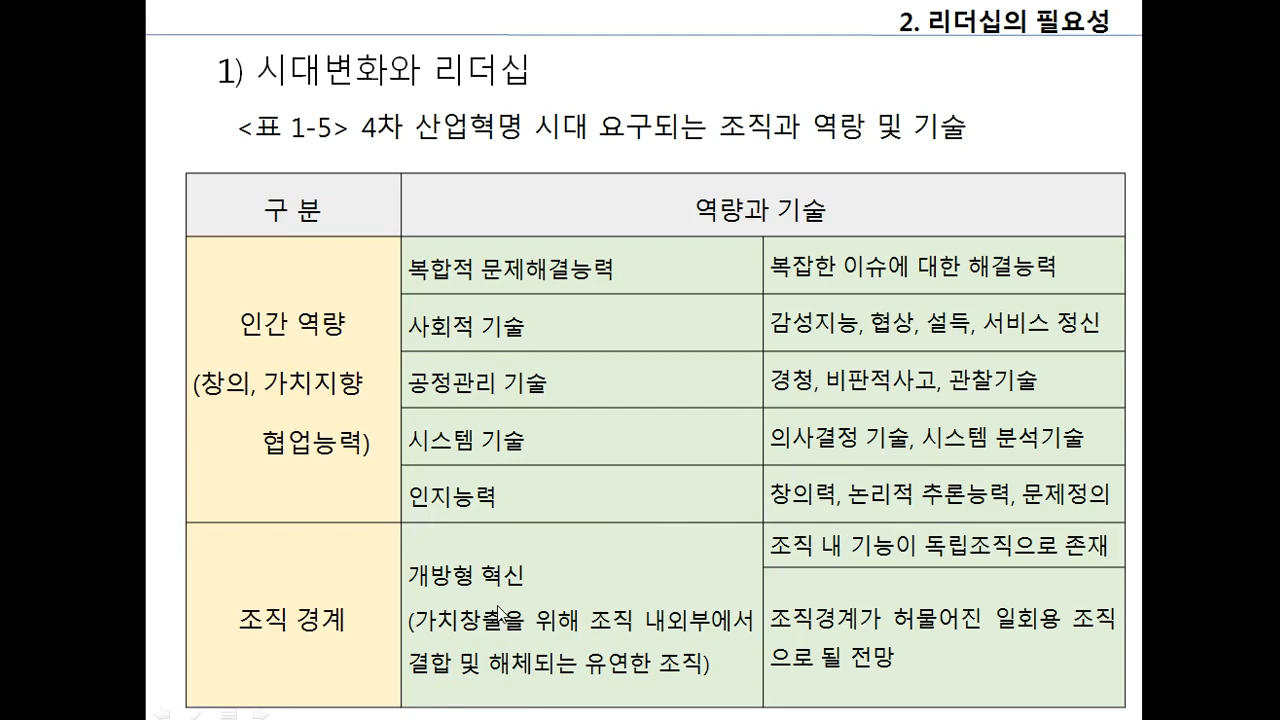 2. 리더십의 필요성
1) 시대변화와 리더십
<표 1-5> 4차 산업혁명 시대 요구되는 조직과 역량 및 기술
구 분
역량과 기술
인간 역량
(창의, 가치지향
협업능력)
복합적 문제해결능력
복잡한 이슈에 대한 해결능력
사회적 기술
감성지능, 협상, 설득, 서비스 정신
공정관리 기술
경청, 비판적사고, 관찰기술
시스템 기술
의사결정 기술, 시스템 분석기술
인지능력
창의력, 논리적 추론능력, 문제정의
조직 경계
개방형 혁신
(가치창출을 위해 조직 내외부에서
결합 및 해체되는 유연한 조직)
조직 내 기능이 독립조직으로 존재
조직경계가 허물어진 일회용 조직
으로 될 전망